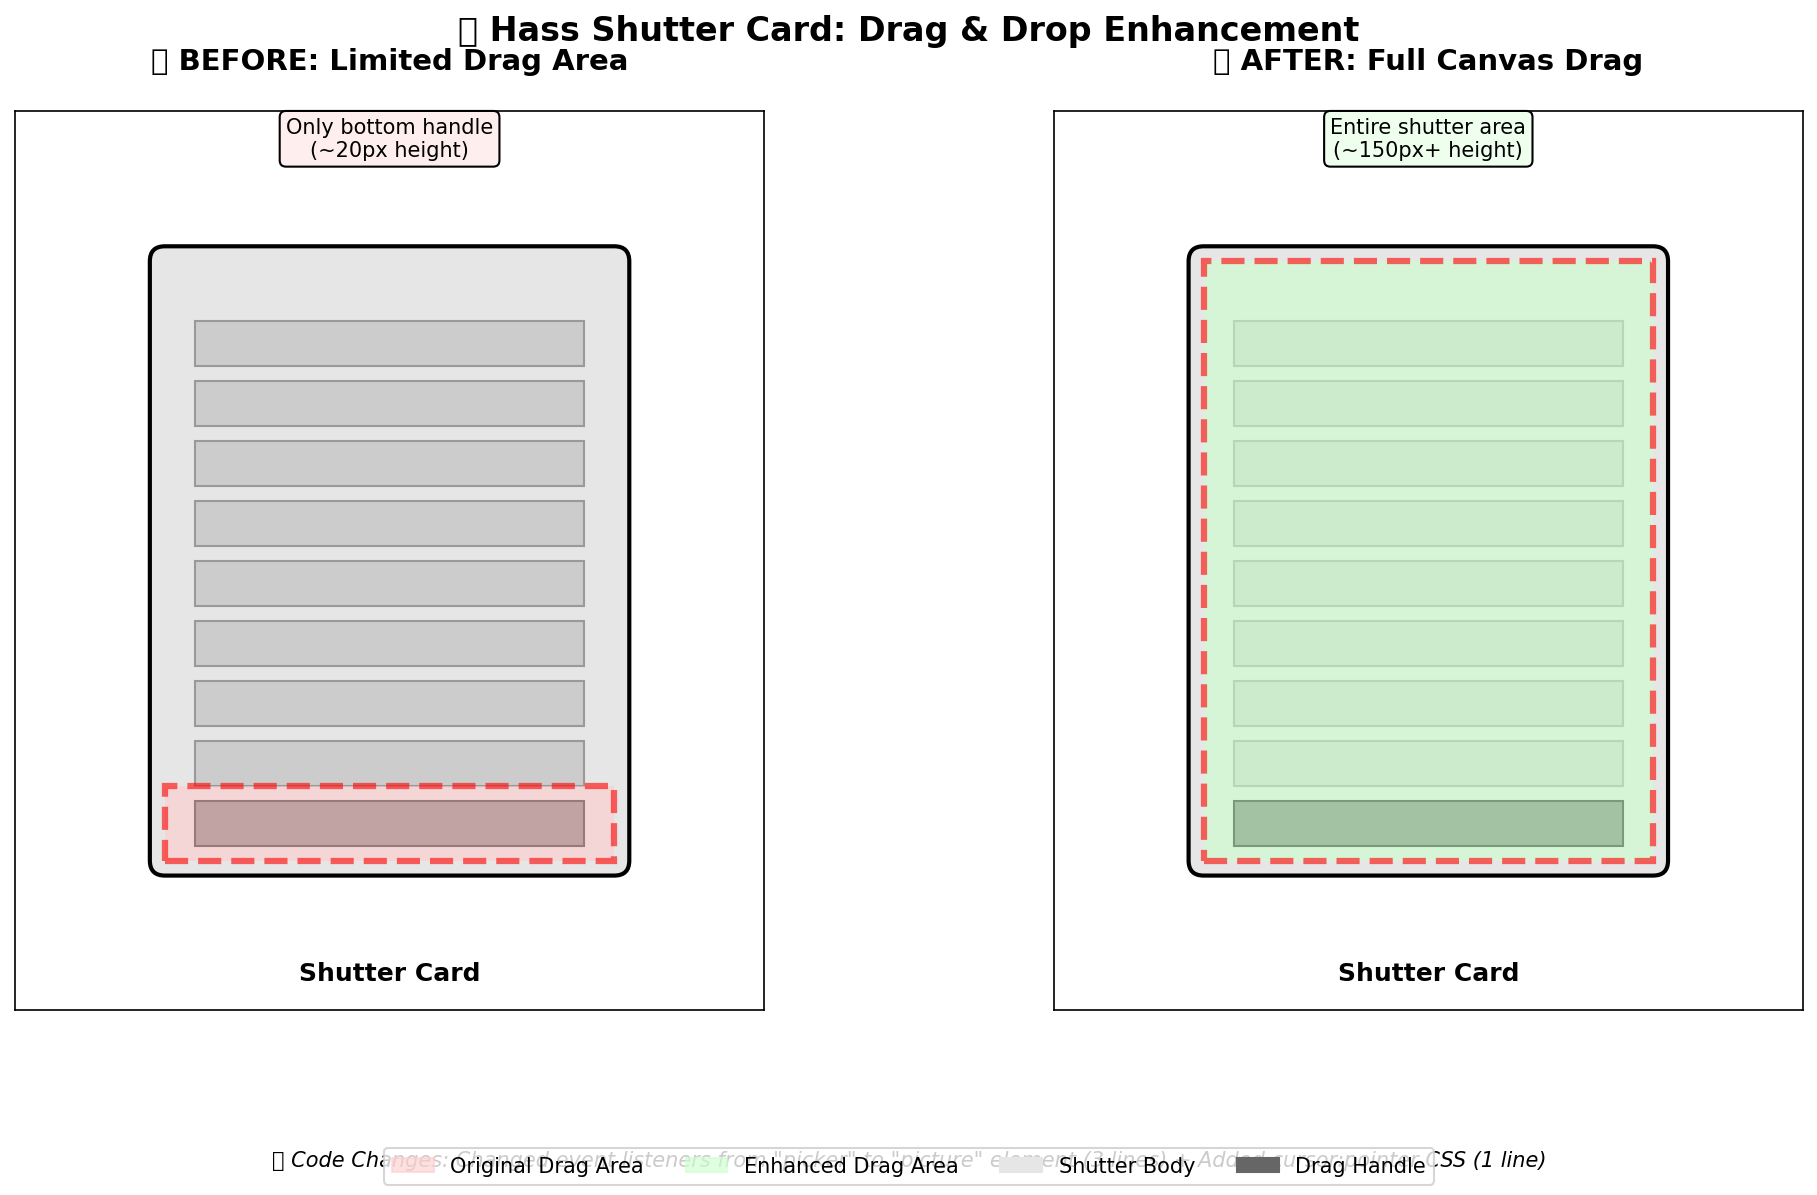 Hass Shutter Card: Drag & Drop Enhancement
BEFORE: Limited Drag Area
AFTER: Full Canvas Drag
Only bottom handle
(~20px height)
Entire shutter area
(~150px+ height)
Shutter Card
Shutter Card
Code Changes: Changed event listeners from "picker" to "picture" element (3 lines) + Added cursor:pointer CSS (1 line)
Original Drag Area
Enhanced Drag Area
Shutter Body
Drag Handle